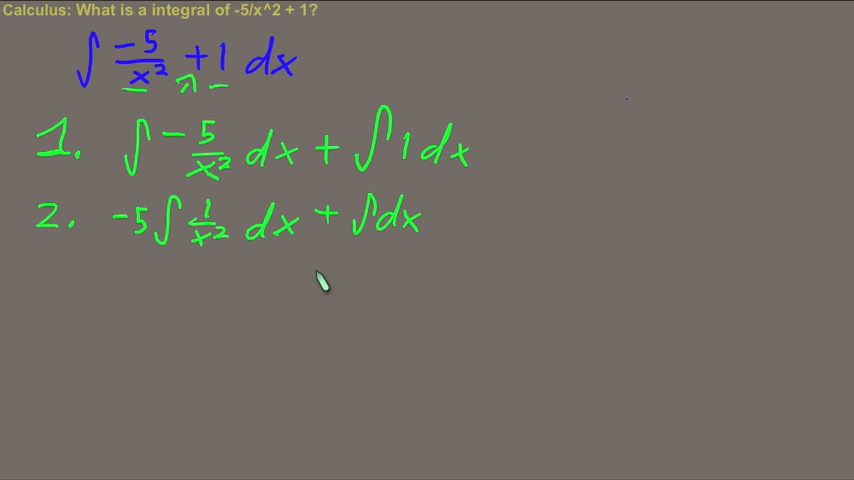 Calculus: What is a integral of -5/x^2 + 1?
∫ -5/x² + 1 dx
1. ∫ -5/x² dx + ∫ 1 dx
2. -5 ∫ 1/x² dx + ∫ dx